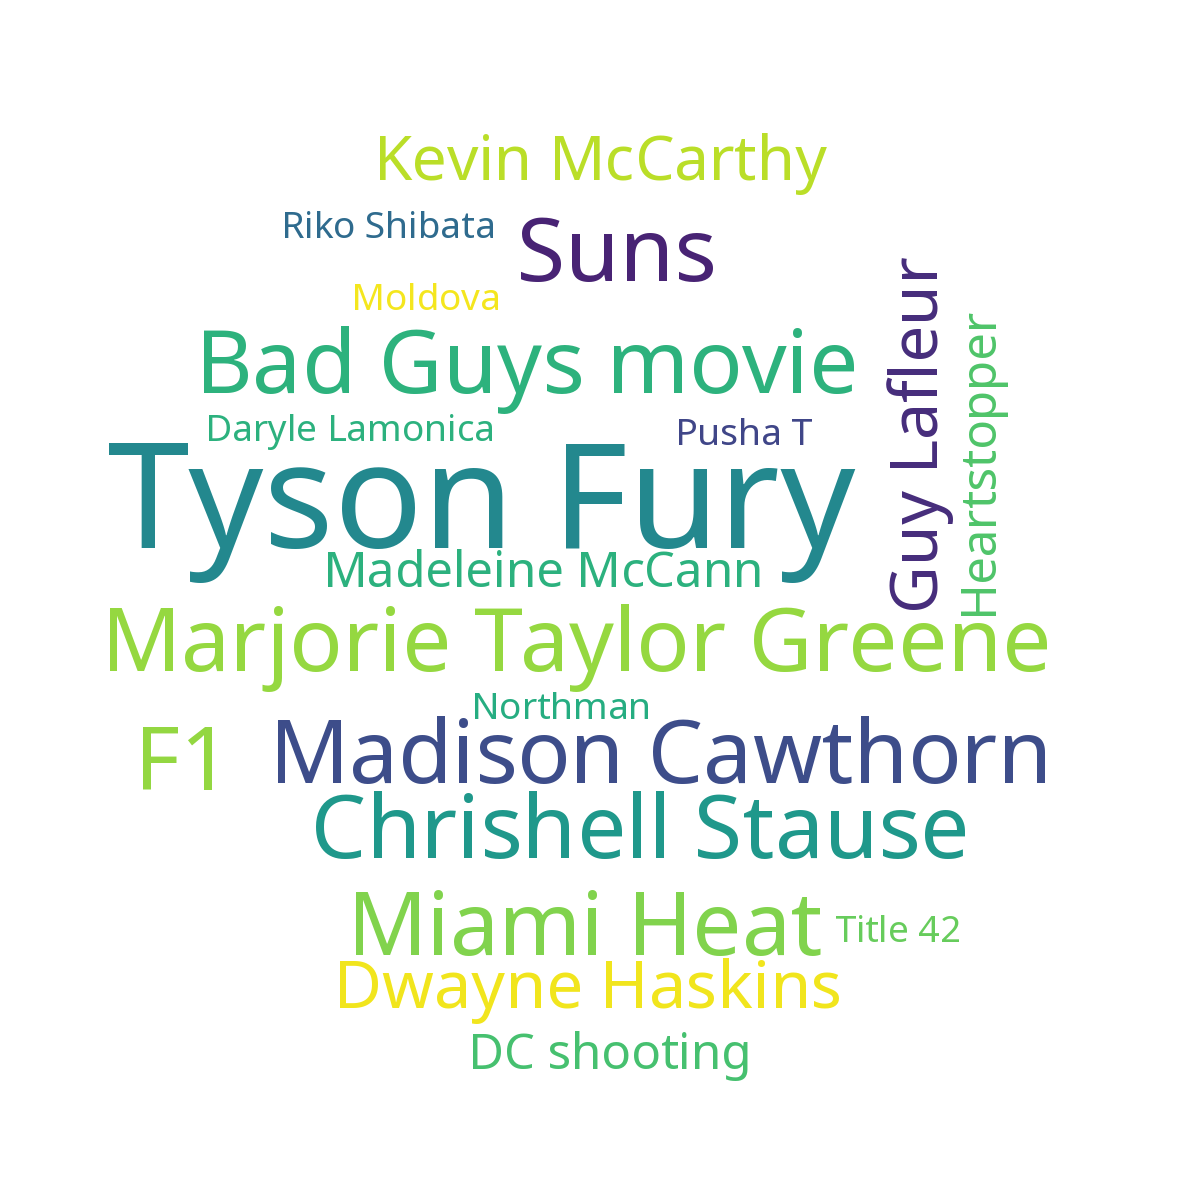 Kevin McCarthy
Riko Shibata
Suns
Moldova
Bad Guys movie
Guy Lafleur
Heartstopper
Daryle Lamonica
Pusha T
Tyson Fury
Madeleine McCann
Marjorie Taylor Greene
Northman
F1
Madison Cawthorn
Chrishell Stause
Miami Heat
Title 42
Dwayne Haskins
DC shooting